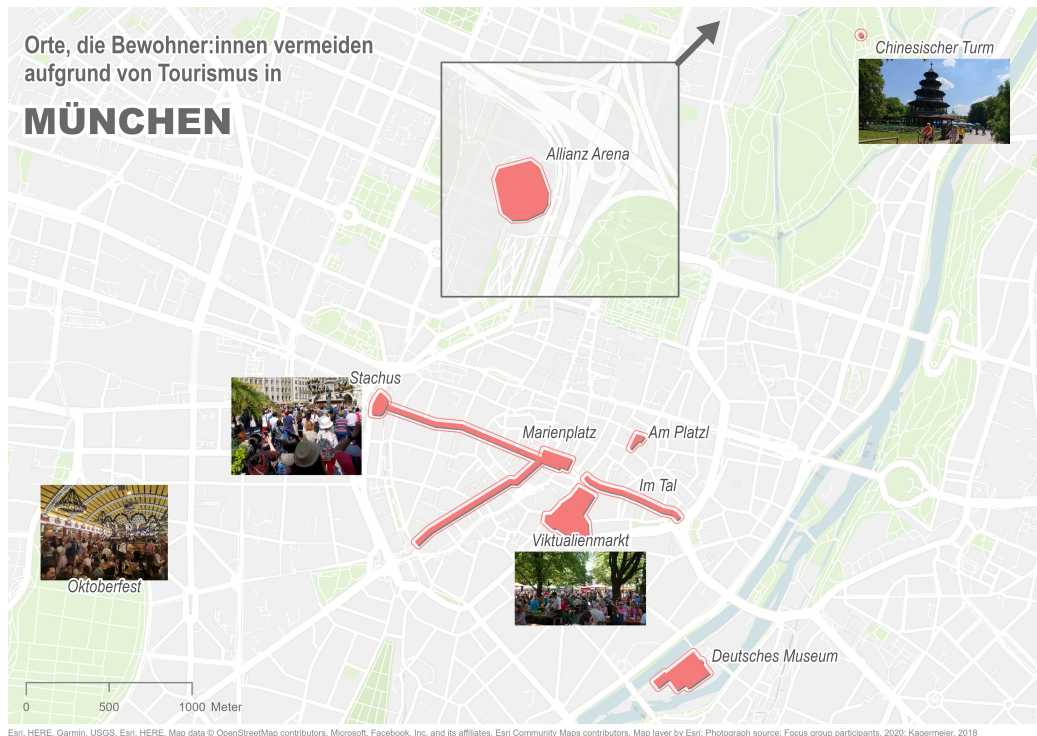 Orte, die Bewohner:innen vermeiden
aufgrund von Tourismus in
MÜNCHEN
Chinesischer Turm
Allianz Arena
Stachus
Marienplatz
Am Platzl
Im Tal
Viktualienmarkt
Oktoberfest
Deutsches Museum
0 500 1000 Meter
Esri, HERE, Garmin, USGS, Esri, HERE, Map data © OpenStreetMap contributors, Microsoft, Facebook, Inc. and its affiliates, Esri Community Maps contributors, Map layer by Esri; Photograph source: Focus group participants, 2020; Kagermeier, 2018